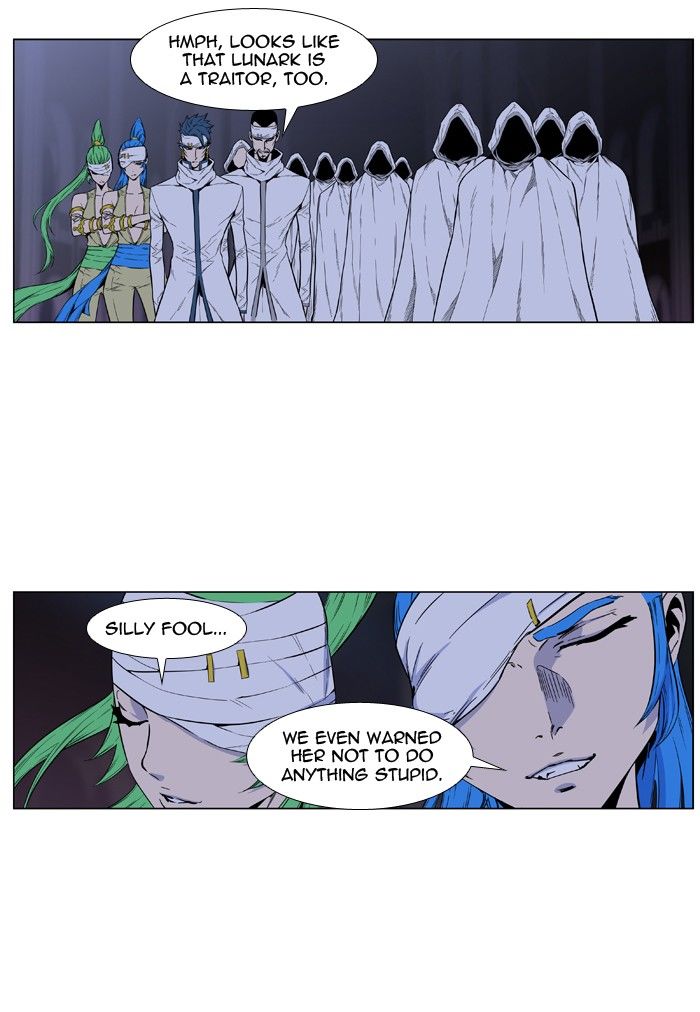 HMPH, LOOKS LIKE
THAT LUNARK IS
A TRAITOR, TOO.
SILLY FOOL...
WE EVEN WARNED
HER NOT TO DO
ANYTHING STUPID.